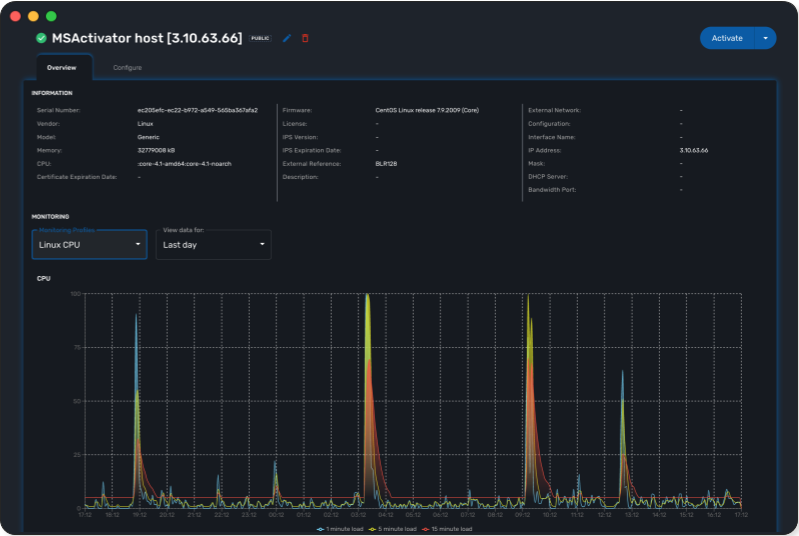 MSActivator host [3.10.63.66] PUBLIC Activate
Overview Configure
INFORMATION
Serial Number: ec205efc-ec22-b972-a549-565ba367afa2
Vendor: Linux
Model: Generic
Memory: 32779008 kB
CPU: :core-4.1-amd64:core-4.1-noarch
Certificate Expiration Date: -
Firmware: CentOS Linux release 7.9.2009 (Core)
License: -
IPS Version: -
IPS Expiration Date: -
External Reference: BLR128
Description: -
External Network: -
Configuration: -
Interface Name: -
IP Address: 3.10.63.66
Mask: -
DHCP Server: -
Bandwidth Port: -
MONITORING
Monitoring Profiles View data for:
Linux CPU Last day
CPU
100
75
50
25
0
17:12 18:12 19:12 20:12 21:12 22:12 23:12 00:12 01:12 02:12 03:12 04:12 05:12 06:12 07:12 08:12 09:12 10:12 11:12 12:12 13:12 14:12 15:12 16:12 17:12
1 minute load 5 minute load 15 minute load